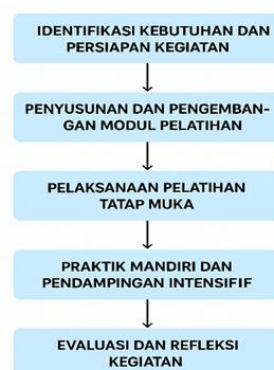 IDENTIFIKASI KEBUTUHAN DAN
PERSIAPAN KEGIATAN
PENYUSUNAN DAN PENGEMBAN-
GAN MODUL PELATIHAN
PELAKSANAAN PELATIHAN
TATAP MUKA
PRAKTIK MANDIRI DAN
PENDAMPINGAN INTENSIFIF
EVALUASI DAN REFLEKSI
KEGIATAN